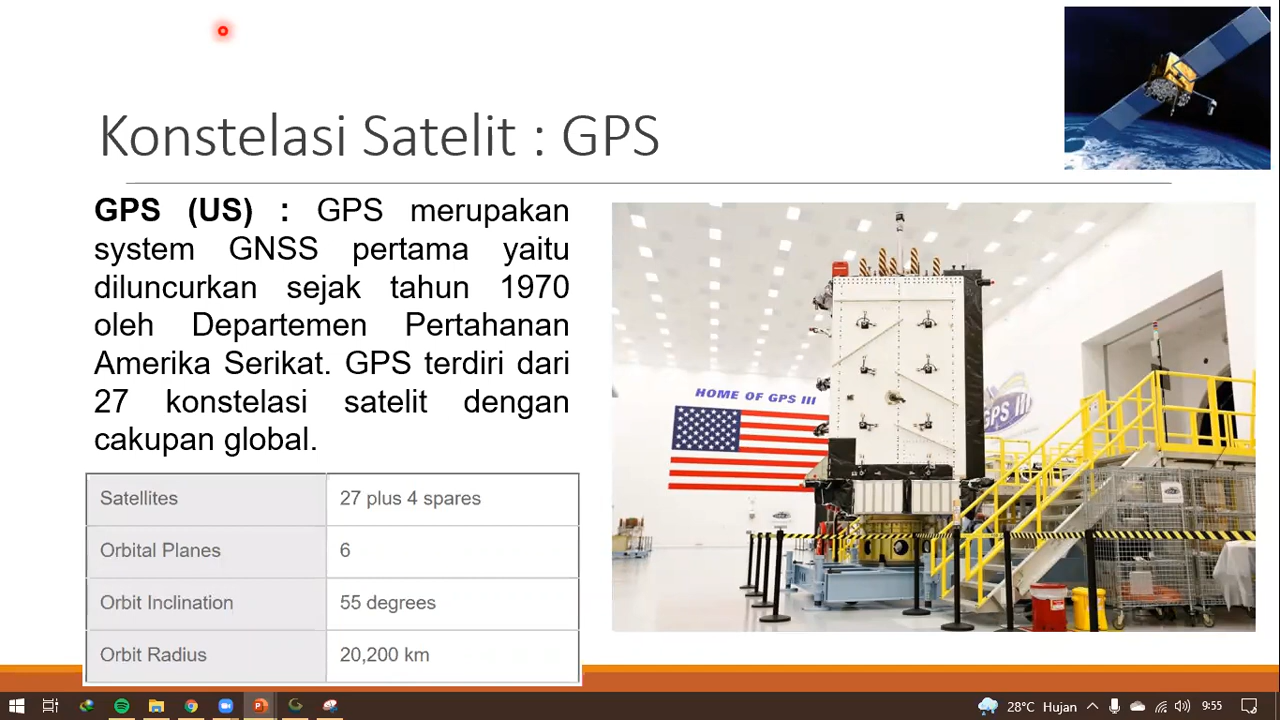 Konstelasi Satelit : GPS
GPS (US) : GPS merupakan
system GNSS pertama yaitu
diluncurkan sejak tahun 1970
oleh Departemen Pertahanan
Amerika Serikat. GPS terdiri dari
27 konstelasi satelit dengan
cakupan global.
HOME OF GPS III
GPS III
Satellites 27 plus 4 spares
Orbital Planes 6
Orbit Inclination 55 degrees
Orbit Radius 20,200 km
28°C Hujan 9:55